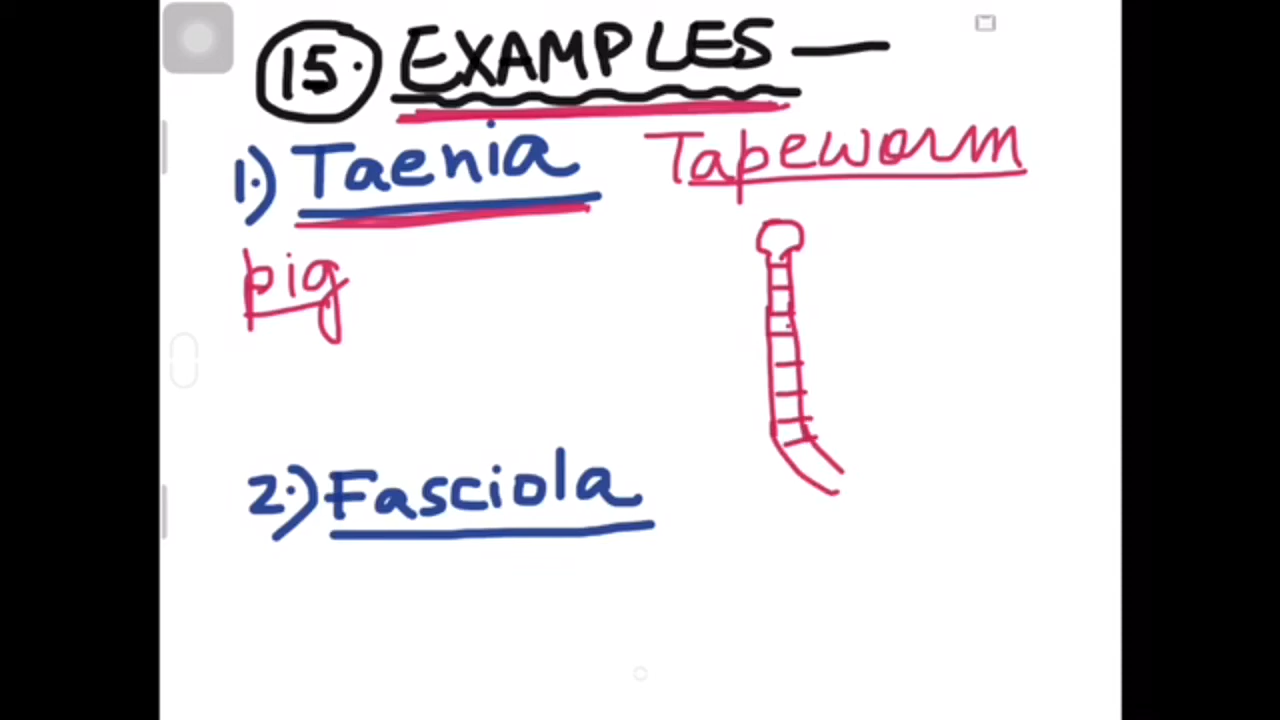 15. EXAMPLES —
1.) Taenia Tapeworm
pig
2.) Fasciola